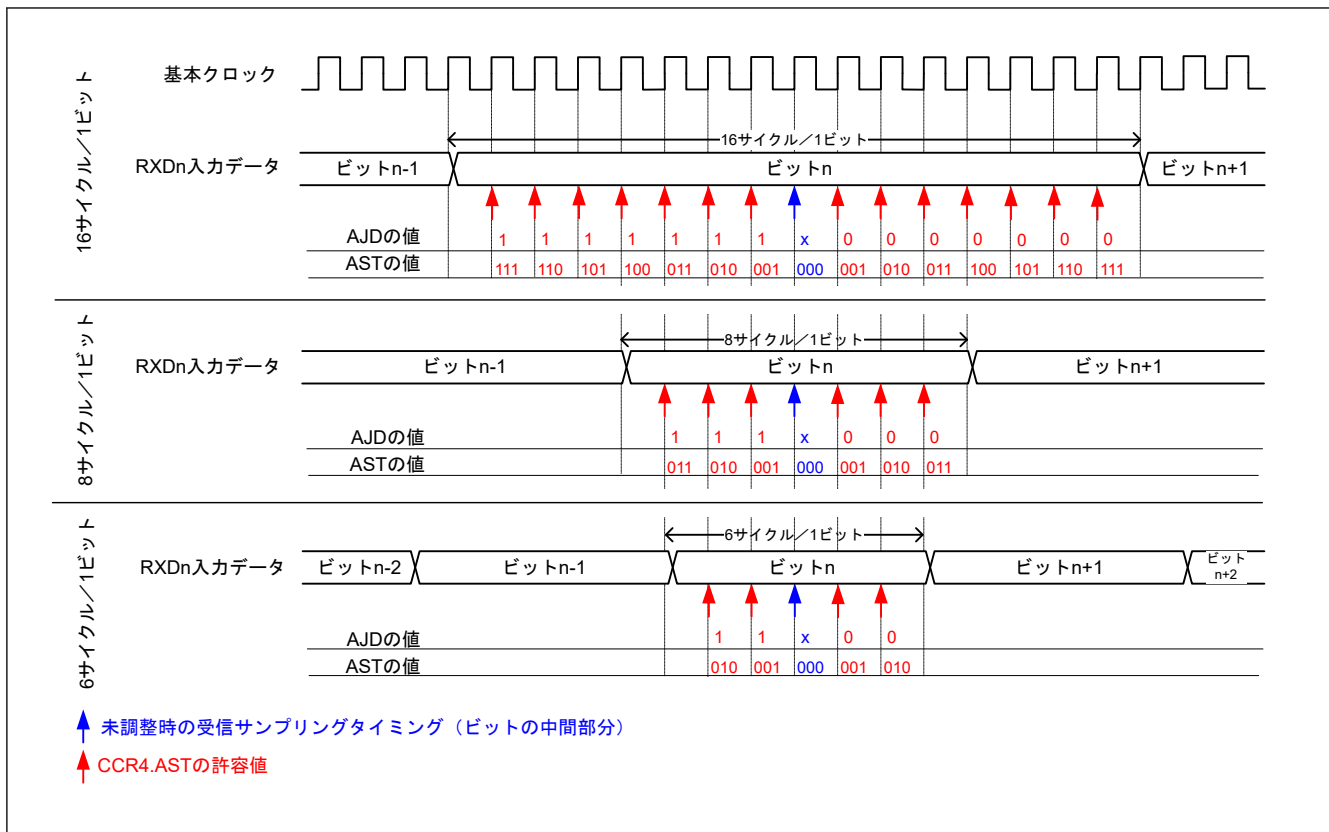 16サイクル／1ビット
基本クロック
16サイクル／1ビット
RXDn入力データ
ビットn-1
ビットn
ビットn+1
AJDの値
1 1 1 1 1 1 1 x 0 0 0 0 0 0 0
ASTの値
111 110 101 100 011 010 001 000 001 010 011 100 101 110 111
8サイクル／1ビット
8サイクル／1ビット
RXDn入力データ
ビットn-1
ビットn
ビットn+1
AJDの値
1 1 1 x 0 0 0
ASTの値
011 010 001 000 001 010 011
6サイクル／1ビット
6サイクル／1ビット
RXDn入力データ
ビットn-2
ビットn-1
ビットn
ビットn+1
ビット
n+2
AJDの値
1 1 x 0 0
ASTの値
010 001 000 001 010
未調整時の受信サンプリングタイミング（ビットの中間部分）
CCR4.ASTの許容値